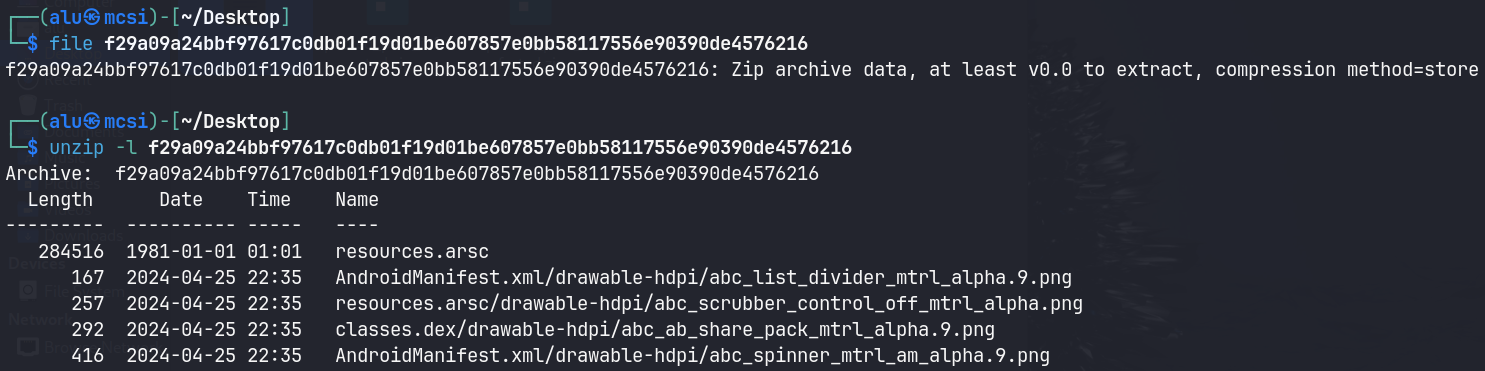 ┌──(alu㉿mcsi)-[~/Desktop]
└─$ file f29a09a24bbf97617c0db01f19d01be607857e0bb58117556e90390de4576216
f29a09a24bbf97617c0db01f19d01be607857e0bb58117556e90390de4576216: Zip archive data, at least v0.0 to extract, compression method=store
┌──(alu㉿mcsi)-[~/Desktop]
└─$ unzip -l f29a09a24bbf97617c0db01f19d01be607857e0bb58117556e90390de4576216
Archive:  f29a09a24bbf97617c0db01f19d01be607857e0bb58117556e90390de4576216
  Length      Date    Time    Name
---------  ---------- -----   ----
   284516  1981-01-01 01:01   resources.arsc
      167  2024-04-25 22:35   AndroidManifest.xml/drawable-hdpi/abc_list_divider_mtrl_alpha.9.png
      257  2024-04-25 22:35   resources.arsc/drawable-hdpi/abc_scrubber_control_off_mtrl_alpha.png
      292  2024-04-25 22:35   classes.dex/drawable-hdpi/abc_ab_share_pack_mtrl_alpha.9.png
      416  2024-04-25 22:35   AndroidManifest.xml/drawable-hdpi/abc_spinner_mtrl_am_alpha.9.png